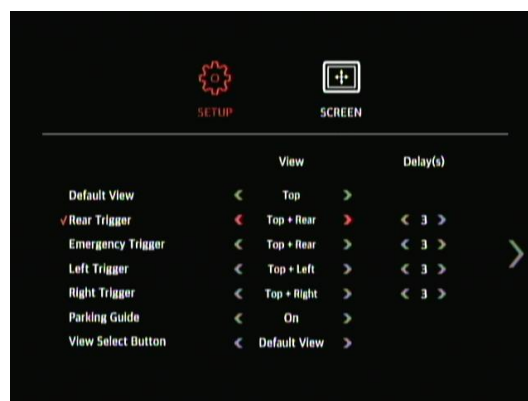 SETUP SCREEN
View Delay(s)
Default View < Top >
√Rear Trigger < Top + Rear > < 3 >
Emergency Trigger < Top + Rear > < 3 >
Left Trigger < Top + Left > < 3 >
Right Trigger < Top + Right > < 3 >
Parking Guide < On >
View Select Button < Default View >